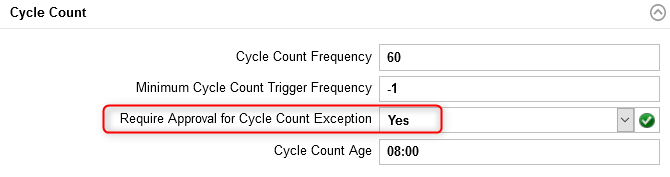 Cycle Count
Cycle Count Frequency 60
Minimum Cycle Count Trigger Frequency -1
Require Approval for Cycle Count Exception Yes
Cycle Count Age 08:00